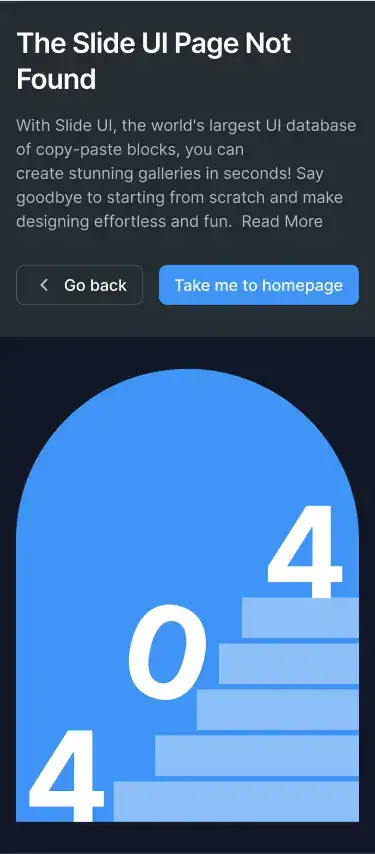 The Slide UI Page Not
Found
With Slide UI, the world's largest UI database
of copy-paste blocks, you can
create stunning galleries in seconds! Say
goodbye to starting from scratch and make
designing effortless and fun.  Read More
Go back
Take me to homepage
4
0
4